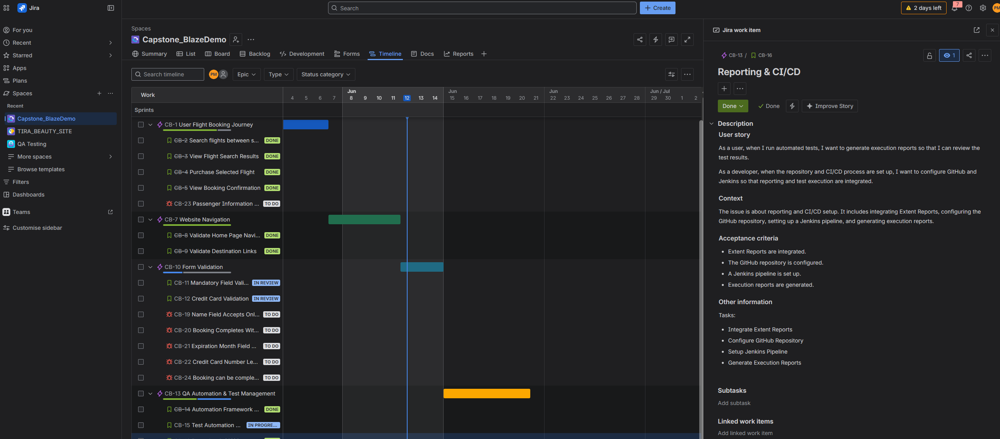 Jira
Search
Create
2 days left
7
PM
For you
Recent
Starred
Apps
Plans
Spaces
Recent
Capstone_BlazeDemo
TIRA_BEAUTY_SITE
QA Testing
More spaces
Browse templates
Filters
Dashboards
Teams
Customise sidebar
Spaces
Capstone_BlazeDemo
Summary List Board Backlog Development Forms Timeline Docs Reports
Search timeline PM Epic Type Status category
Work
Jun Jun Jun Jun / Jul
4 5 6 7 8 9 10 11 12 13 14 15 16 17 18 19 20 21 22 23 24 25 26 27 28 29 30 1 2
Sprints
CB-1 User Flight Booking Journey
CB-2 Search flights between s... DONE
CB-3 View Flight Search Results DONE
CB-4 Purchase Selected Flight DONE
CB-5 View Booking Confirmation DONE
CB-23 Passenger Information ... TO DO
CB-7 Website Navigation
CB-8 Validate Home Page Navi... DONE
CB-9 Validate Destination Links DONE
CB-10 Form Validation
CB-11 Mandatory Field Vali... IN REVIEW
CB-12 Credit Card Validation IN REVIEW
CB-19 Name Field Accepts Onl... TO DO
CB-20 Booking Completes Wit... TO DO
CB-21 Expiration Month Field ... TO DO
CB-22 Credit Card Number Le... TO DO
CB-24 Booking can be comple... TO DO
CB-13 QA Automation & Test Management
CB-14 Automation Framework ... DONE
CB-15 Test Automation ... IN PROGRE...
Jira work item
CB-13 / CB-16
1
Reporting & CI/CD
Done Done Improve Story
Description
User story
As a user, when I run automated tests, I want to generate execution reports so that I can review the
test results.
As a developer, when the repository and CI/CD process are set up, I want to configure GitHub and
Jenkins so that reporting and test execution are integrated.
Context
The issue is about reporting and CI/CD setup. It includes integrating Extent Reports, configuring the
GitHub repository, setting up a Jenkins pipeline, and generating execution reports.
Acceptance criteria
• Extent Reports are integrated.
• The GitHub repository is configured.
• A Jenkins pipeline is set up.
• Execution reports are generated.
Other information
Tasks:
• Integrate Extent Reports
• Configure GitHub Repository
• Setup Jenkins Pipeline
• Generate Execution Reports
Subtasks
Add subtask
Linked work items
Add linked work item